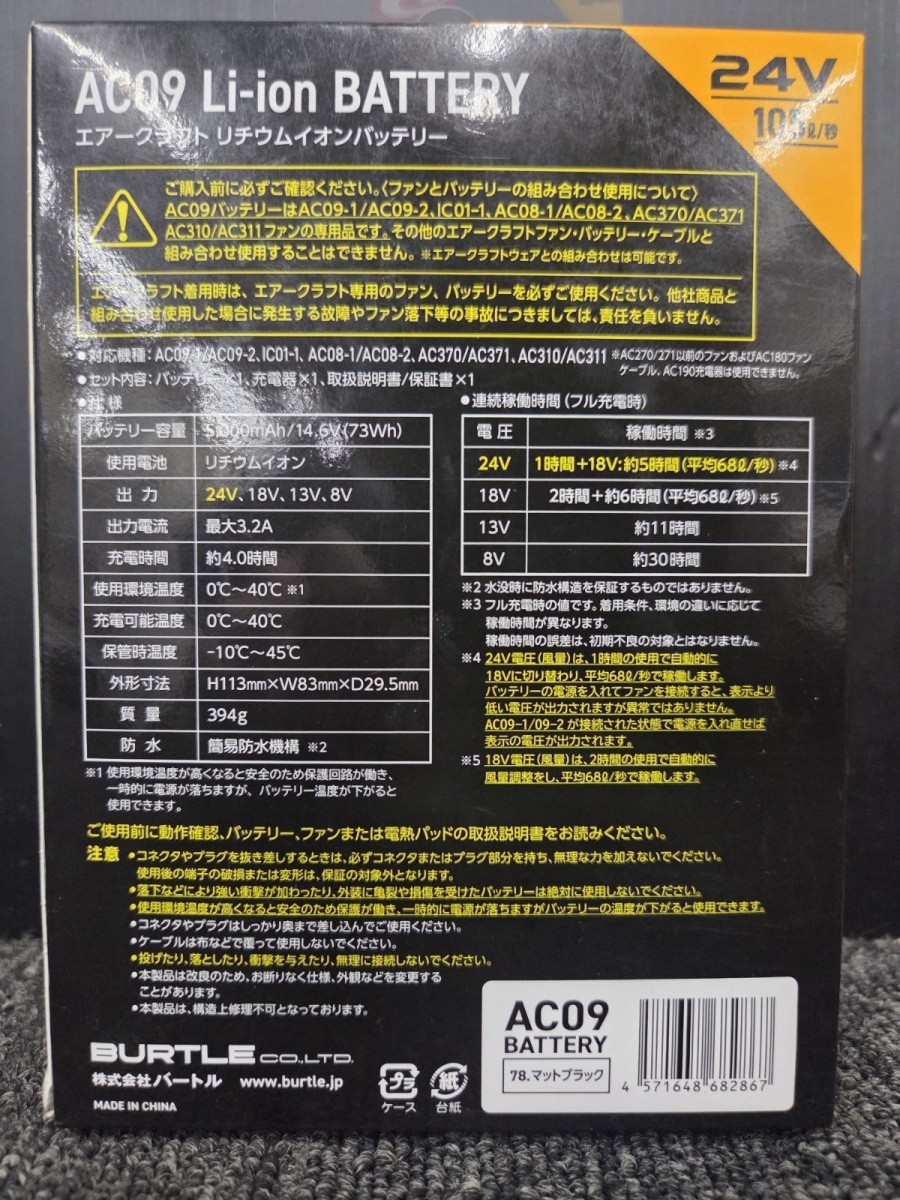 AC09 Li-ion BATTERY
エアークラフト リチウムイオンバッテリー
24V
105ℓ/秒
ご購入前に必ずご確認ください。〈ファンとバッテリーの組み合わせ使用について〉
AC09バッテリーはAC09-1/AC09-2、IC01-1、AC08-1/AC08-2、AC370/AC371
AC310/AC311ファンの専用品です。その他のエアークラフトファン・バッテリー・ケーブルと
組み合わせ使用することはできません。※エアークラフトウェアとの組み合わせは可能です。
エアークラフト着用時は、エアークラフト専用のファン、バッテリーを必ずご使用ください。他社商品と
組み合わせ使用した場合に発生する故障やファン落下等の事故につきましては、責任を負いません。
●対応機種：AC09-1/AC09-2、IC01-1、AC08-1/AC08-2、AC370/AC371、AC310/AC311 ※AC270/271以前のファンおよびAC180ファン
ケーブル、AC190充電器は使用できません。
●セット内容：バッテリー×1、充電器×1、取扱説明書/保証書×1
●仕 様
バッテリー容量 5,000mAh/14.6V(73Wh)
使用電池 リチウムイオン
出 力 24V、18V、13V、8V
出力電流 最大3.2A
充電時間 約4.0時間
使用環境温度 0℃～40℃ ※1
充電可能温度 0℃～40℃
保管時温度 -10℃～45℃
外形寸法 H113mm×W83mm×D29.5mm
質 量 394g
防 水 簡易防水機構 ※2
※1 使用環境温度が高くなると安全のため保護回路が働き、
一時的に電源が落ちますが、バッテリー温度が下がると
使用できます。
●連続稼働時間（フル充電時）
電 圧 稼働時間 ※3
24V 1時間＋18V：約5時間（平均68ℓ/秒）※4
18V 2時間＋約6時間（平均68ℓ/秒）※5
13V 約11時間
8V 約30時間
※2 水没時に防水構造を保証するものではありません。
※3 フル充電時の値です。着用条件、環境の違いに応じて
稼働時間が異なります。
稼働時間の誤差は、初期不良の対象とはなりません。
※4 24V電圧（風量）は、1時間の使用で自動的に
18Vに切り替わり、平均68ℓ/秒で稼働します。
バッテリーの電源を入れてファンを接続すると、表示より
低い電圧が出力されますが異常ではありません。
AC09-1/09-2 が接続された状態で電源を入れ直せば
表示の電圧が出力されます。
※5 18V電圧（風量）は、2時間の使用で自動的に
風量調整をし、平均68ℓ/秒で稼働します。
ご使用前に動作確認、バッテリー、ファンまたは電熱パッドの取扱説明書をお読みください。
注意 ●コネクタやプラグを抜き差しするときは、必ずコネクタまたはプラグ部分を持ち、無理な力を加えないでください。
使用後の端子の破損または変形は、保証の対象外となります。
●落下などにより強い衝撃が加わったり、外装に亀裂や損傷を受けたバッテリーは絶対に使用しないでください。
●使用環境温度が高くなると安全のため保護が働き、一時的に電源が落ちますがバッテリーの温度が下がると使用できます。
●コネクタやプラグはしっかり奥まで差し込んでご使用ください。
●ケーブルは布などで覆って使用しないでください。
●投げたり、落としたり、衝撃を与えたり、無理に接続しないでください。
●本製品は改良のため、お断りなく仕様、外観などを変更する
ことがあります。
●本製品は、構造上修理不可となっております。
BURTLE CO.,LTD.
株式会社バートル www.burtle.jp
MADE IN CHINA
プラ
ケース
紙
台紙
AC09
BATTERY
78.マットブラック
4 571648 682867